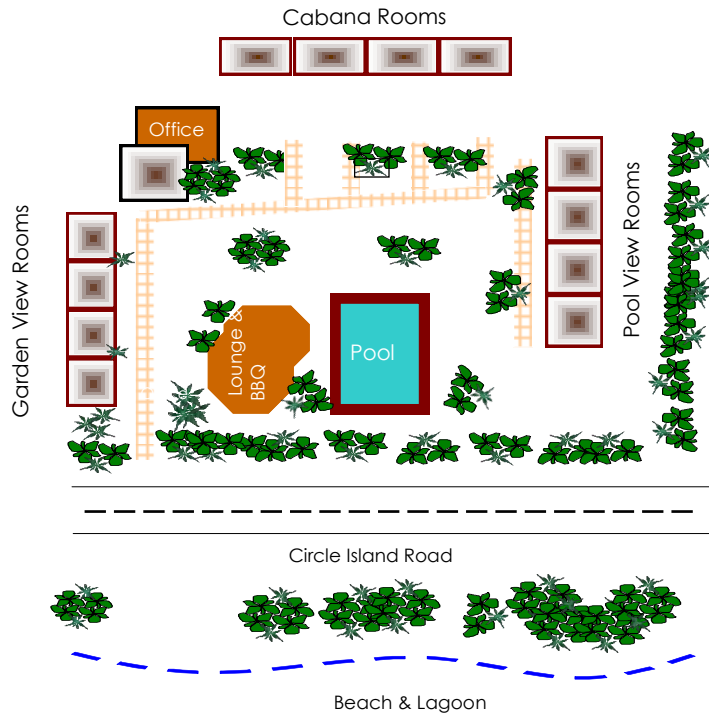 Cabana Rooms
Office
Garden View Rooms
Pool View Rooms
Lounge &
BBQ
Pool
Circle Island Road
Beach & Lagoon